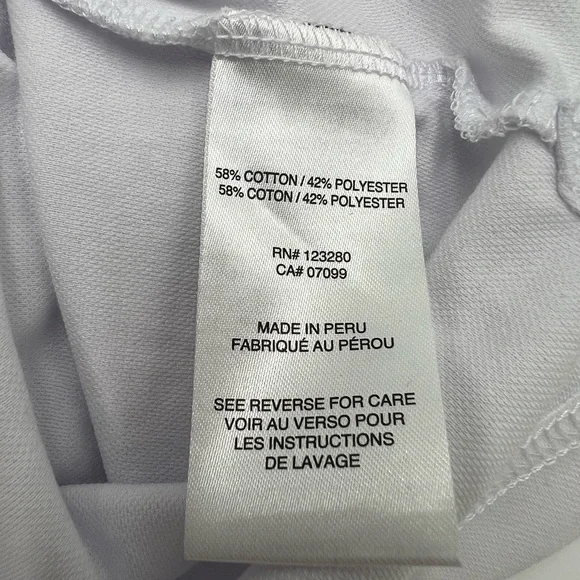 58% COTTON / 42% POLYESTER
58% COTON / 42% POLYESTER
RN# 123280
CA# 07099
MADE IN PERU
FABRIQUÉ AU PÉROU
SEE REVERSE FOR CARE
VOIR AU VERSO POUR
LES INSTRUCTIONS
DE LAVAGE